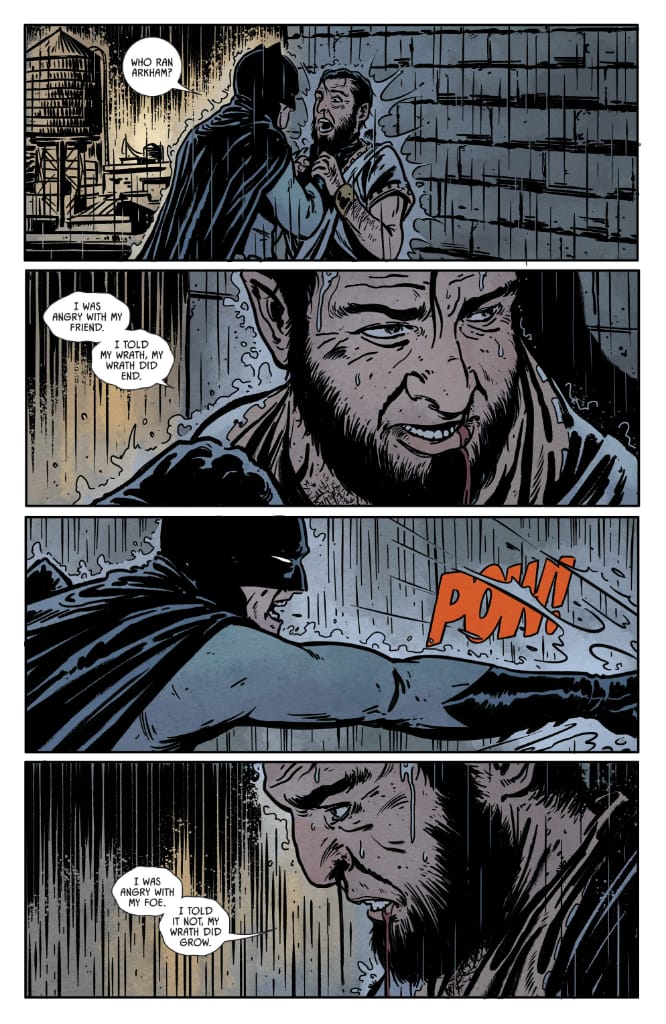 WHO RAN
ARKHAM?
I WAS
ANGRY WITH MY
FRIEND.
I TOLD
MY WRATH, MY
WRATH DID
END.
POW!
I WAS
ANGRY WITH
MY FOE.
I TOLD
IT NOT, MY
WRATH DID
GROW.